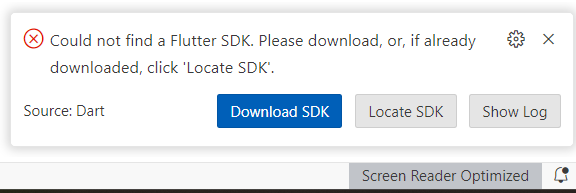 Could not find a Flutter SDK. Please download, or, if already
downloaded, click 'Locate SDK'.
Source: Dart
Download SDK
Locate SDK
Show Log
Screen Reader Optimized